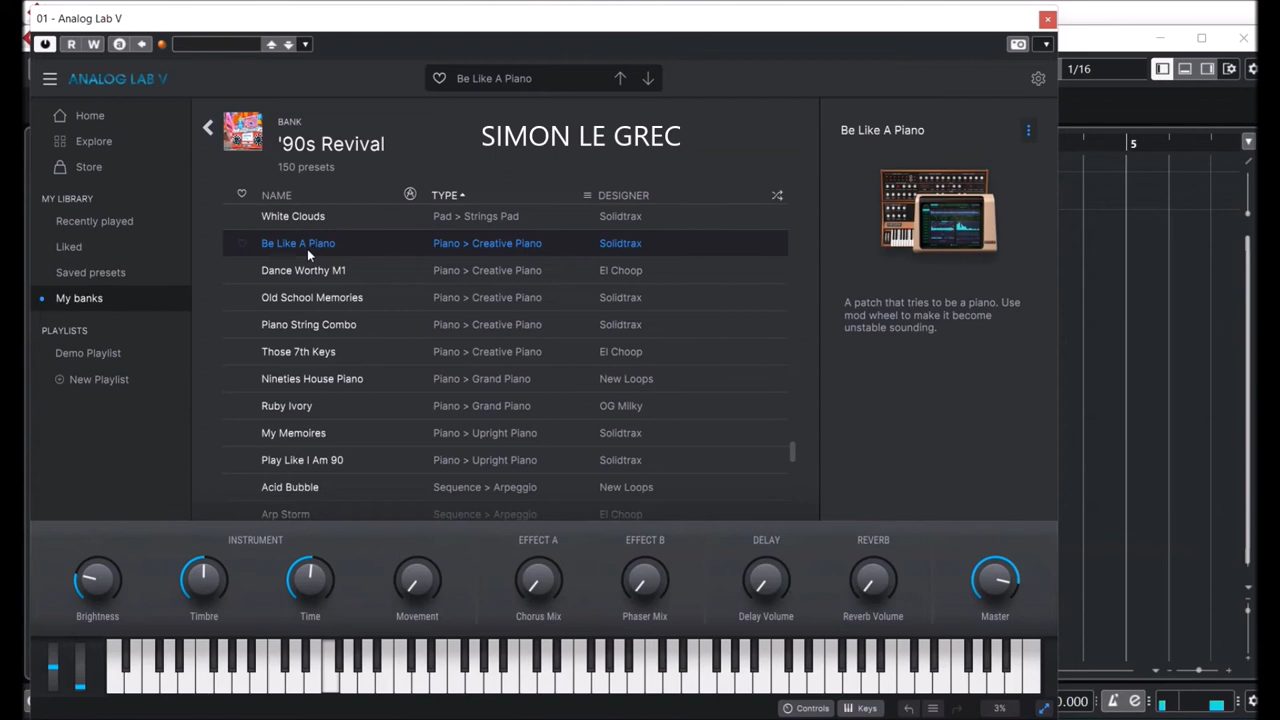 01 - Analog Lab V
R W a
1/16
ANALOG LAB V
Be Like A Piano
Home
Explore
Store
MY LIBRARY
Recently played
Liked
Saved presets
My banks
PLAYLISTS
Demo Playlist
New Playlist
BANK
'90s Revival
150 presets
SIMON LE GREC
NAME TYPE DESIGNER
White Clouds Pad > Strings Pad Solidtrax
Be Like A Piano Piano > Creative Piano Solidtrax
Dance Worthy M1 Piano > Creative Piano El Choop
Old School Memories Piano > Creative Piano Solidtrax
Piano String Combo Piano > Creative Piano Solidtrax
Those 7th Keys Piano > Creative Piano El Choop
Nineties House Piano Piano > Grand Piano New Loops
Ruby Ivory Piano > Grand Piano OG Milky
My Memoires Piano > Upright Piano Solidtrax
Play Like I Am 90 Piano > Upright Piano Solidtrax
Acid Bubble Sequence > Arpeggio New Loops
Arp Storm Sequence > Arpeggio El Choop
Be Like A Piano
A patch that tries to be a piano. Use
mod wheel to make it become
unstable sounding.
5
INSTRUMENT EFFECT A EFFECT B DELAY REVERB
Brightness Timbre Time Movement Chorus Mix Phaser Mix Delay Volume Reverb Volume Master
Controls Keys 3% 0.000 e